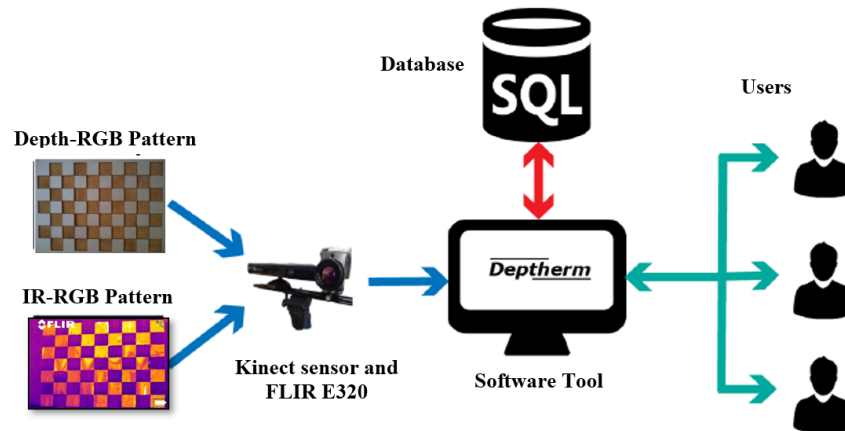 Database
SQL
Users
Depth-RGB Pattern
IR-RGB Pattern
FLIR
Deptherm
Kinect sensor and
FLIR E320
Software Tool